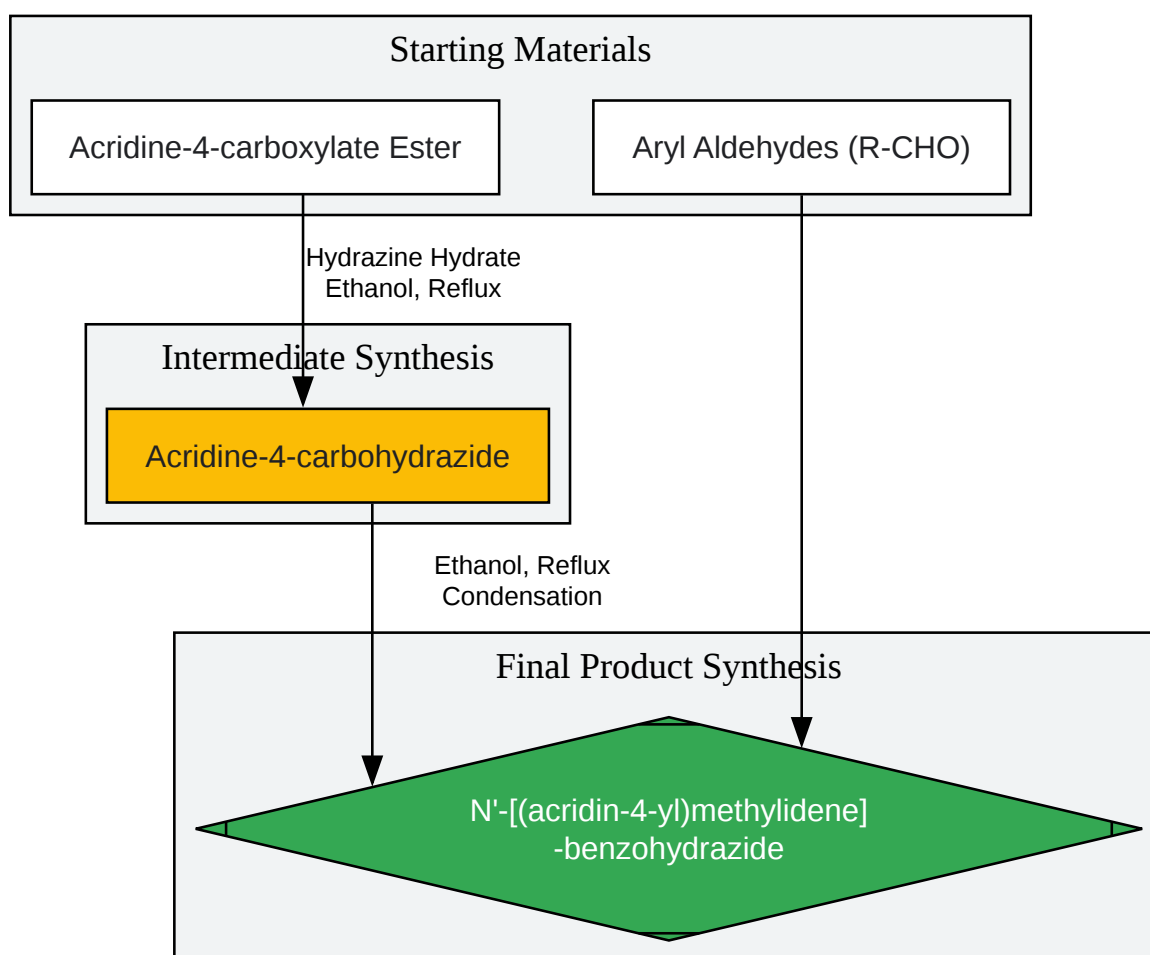 Starting Materials
Acridine-4-carboxylate Ester
Aryl Aldehydes (R-CHO)
Hydrazine Hydrate
Ethanol, Reflux
Intermediate Synthesis
Acridine-4-carbohydrazide
Ethanol, Reflux
Condensation
Final Product Synthesis
N'-[(acridin-4-yl)methylidene]
-benzohydrazide